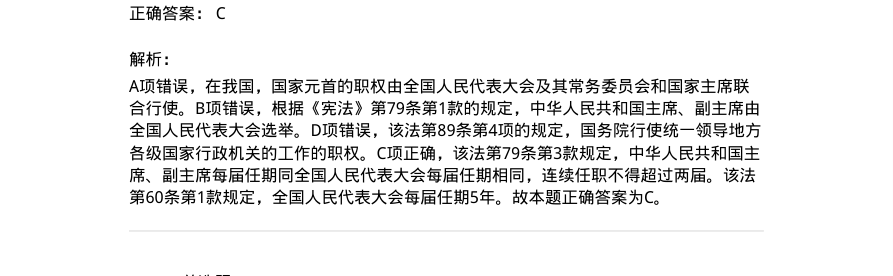 正确答案： C
解析：
A项错误，在我国，国家元首的职权由全国人民代表大会及其常务委员会和国家主席联
合行使。B项错误，根据《宪法》第79条第1款的规定，中华人民共和国主席、副主席由
全国人民代表大会选举。D项错误，该法第89条第4项的规定，国务院行使统一领导地方
各级国家行政机关的工作的职权。C项正确，该法第79条第3款规定，中华人民共和国主
席、副主席每届任期同全国人民代表大会每届任期相同，连续任职不得超过两届。该法
第60条第1款规定，全国人民代表大会每届任期5年。故本题正确答案为C。